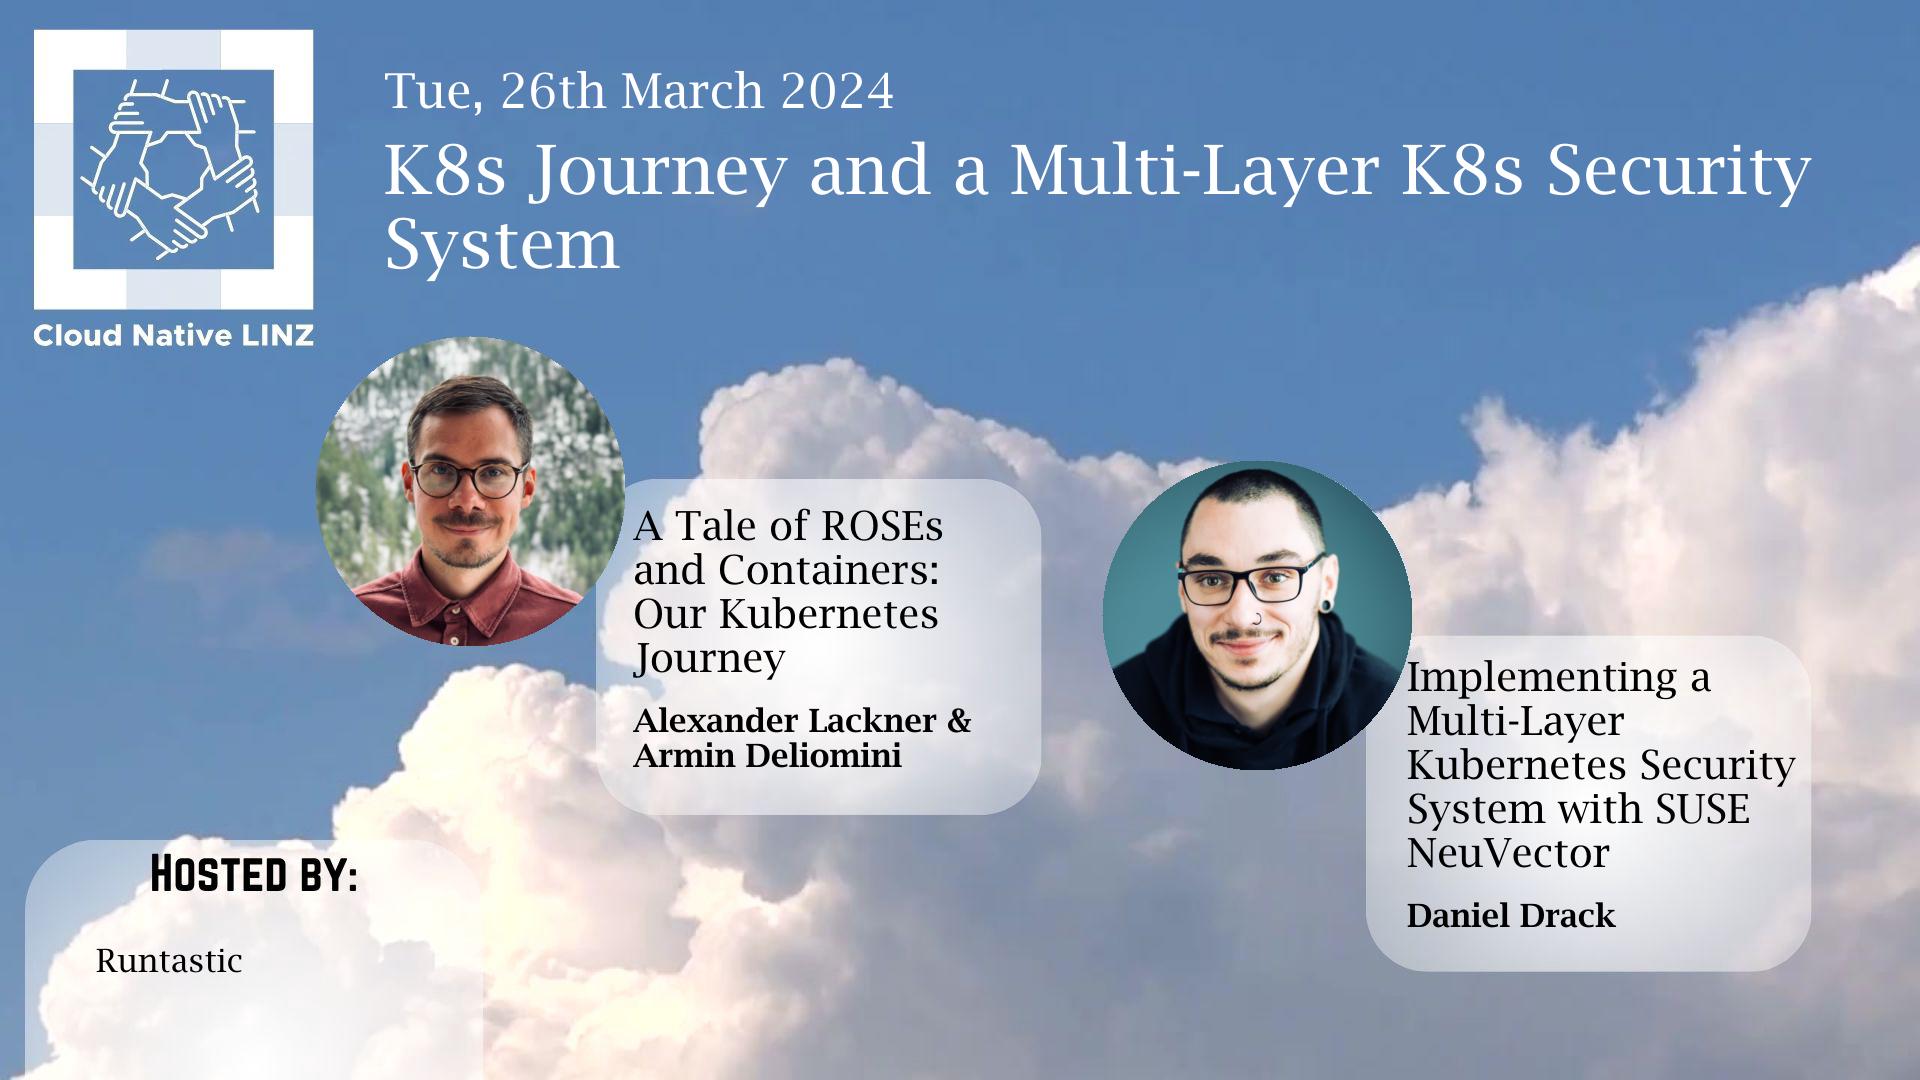 Cloud Native LINZ
Tue, 26th March 2024
K8s Journey and a Multi-Layer K8s Security
System
A Tale of ROSEs
and Containers:
Our Kubernetes
Journey
Alexander Lackner &
Armin Deliomini
Implementing a
Multi-Layer
Kubernetes Security
System with SUSE
NeuVector
Daniel Drack
HOSTED BY:
Runtastic